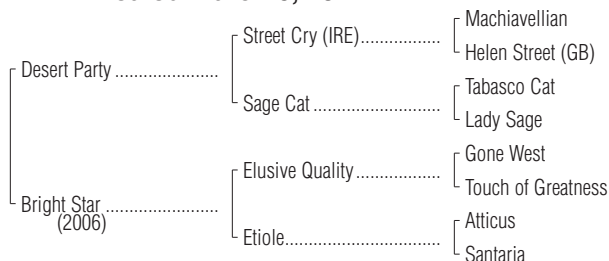 Machiavellian
Street Cry (IRE)
Helen Street (GB)
Desert Party
Tabasco Cat
Sage Cat
Lady Sage
Gone West
Elusive Quality
Touch of Greatness
Bright Star
(2006)
Atticus
Etiole
Santaria